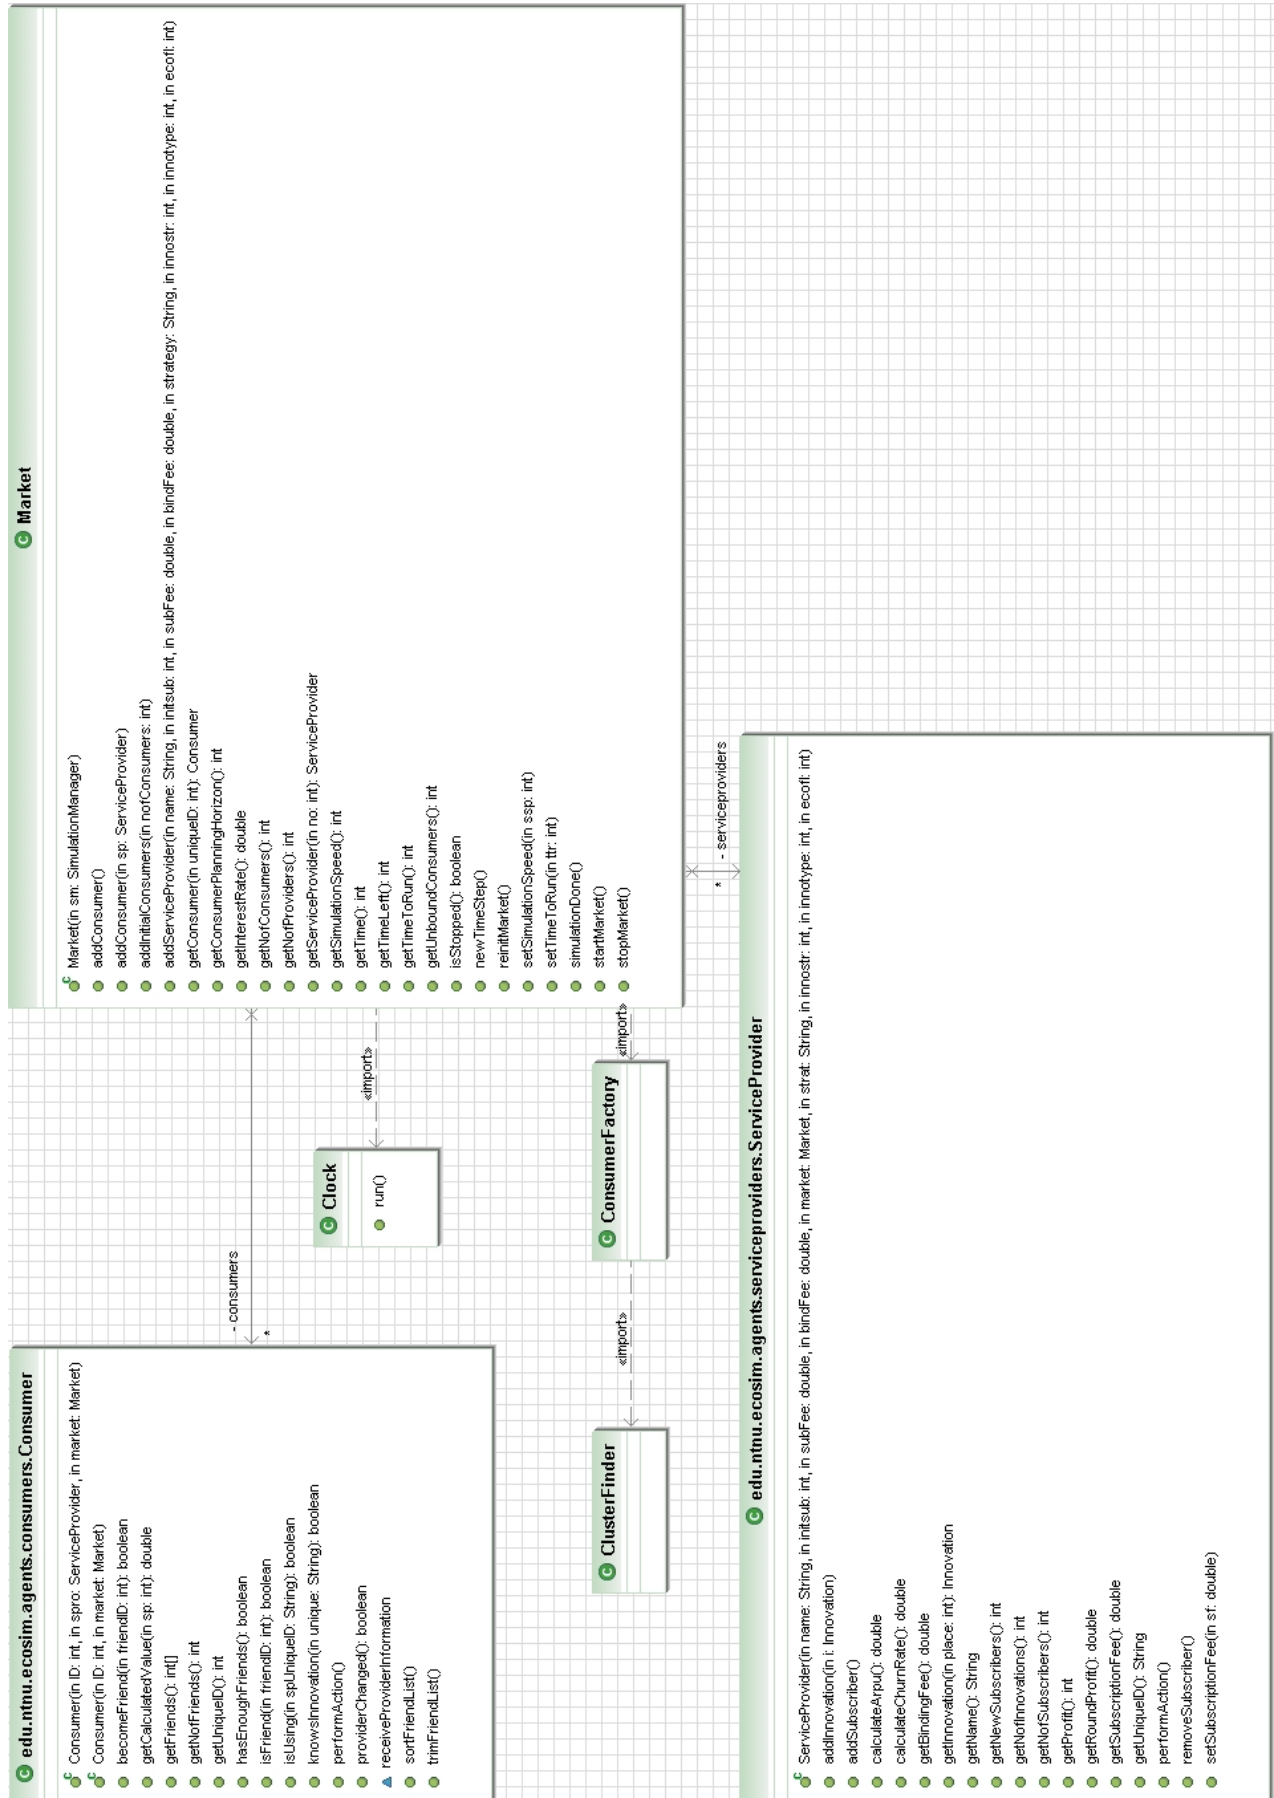 edu.ntnu.ecosim.agents.consumers.Consumer
Consumer(in ID: int, in spro: ServiceProvider, in market: Market)
Consumer(in ID: int, in market: Market)
becomeFriend(in friendID: int): boolean
getCalculatedValue(in sp: int): double
getFriends(): int[]
getNofFriends(): int
getUniqueID(): int
hasEnoughFriends(): boolean
isFriend(in friendID: int): boolean
isUsing(in spUniqueID: String): boolean
knowsInnovation(in unique: String): boolean
performAction()
providerChanged(): boolean
receiveProviderInformation
sortFriendList()
trimFriendList()
- consumers
*
Clock
run()
«import»
Market
Market(in sm: SimulationManager)
addConsumer()
addConsumer(in sp: ServiceProvider)
addInitialConsumers(in nofConsumers: int)
addServiceProvider(in name: String, in initsub: int, in subFee: double, in bindFee: double, in strategy: String, in innostr: int, in innotype: int, in ecofl: int)
getConsumer(in uniqueID: int): Consumer
getConsumerPlanningHorizon(): int
getInterestRate(): double
getNofConsumers(): int
getNofProviders(): int
getServiceProvider(in no: int): ServiceProvider
getSimulationSpeed(): int
getTime(): int
getTimeLeft(): int
getTimeToRun(): int
getUnboundConsumers(): int
isStopped(): boolean
newTimeStep()
reinitMarket()
setSimulationSpeed(in ssp: int)
setTimeToRun(in ttr: int)
simulationDone()
startMarket()
stopMarket()
ClusterFinder
«import»
ConsumerFactory
«import»
*
- serviceproviders
edu.ntnu.ecosim.agents.serviceproviders.ServiceProvider
ServiceProvider(in name: String, in initsub: int, in subFee: double, in bindFee: double, in market: Market, in strat: String, in innostr: int, in innotype: int, in ecofl: int)
addInnovation(in i: Innovation)
addSubscriber()
calculateArpu(): double
calculateChurnRate(): double
getBindingFee(): double
getInnovation(in place: int): Innovation
getName(): String
getNewSubscribers(): int
getNofInnovations(): int
getNofSubscribers(): int
getProfit(): int
getRoundProfit(): double
getSubscriptionFee(): double
getUniqueID(): String
performAction()
removeSubscriber()
setSubscriptionFee(in sf: double)